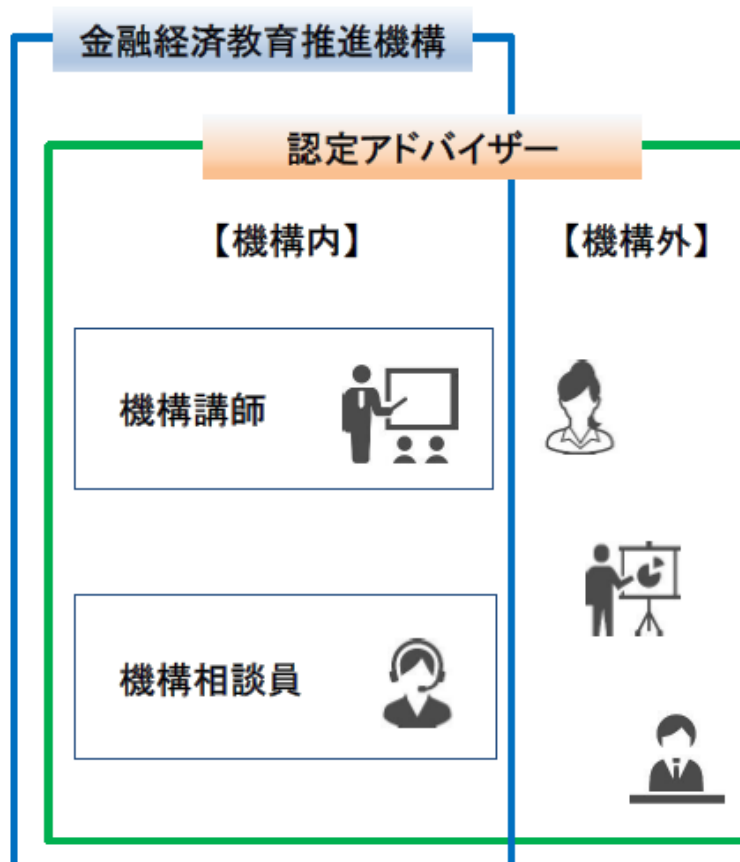 金融経済教育推進機構
認定アドバイザー
【機構内】
【機構外】
機構講師
機構相談員